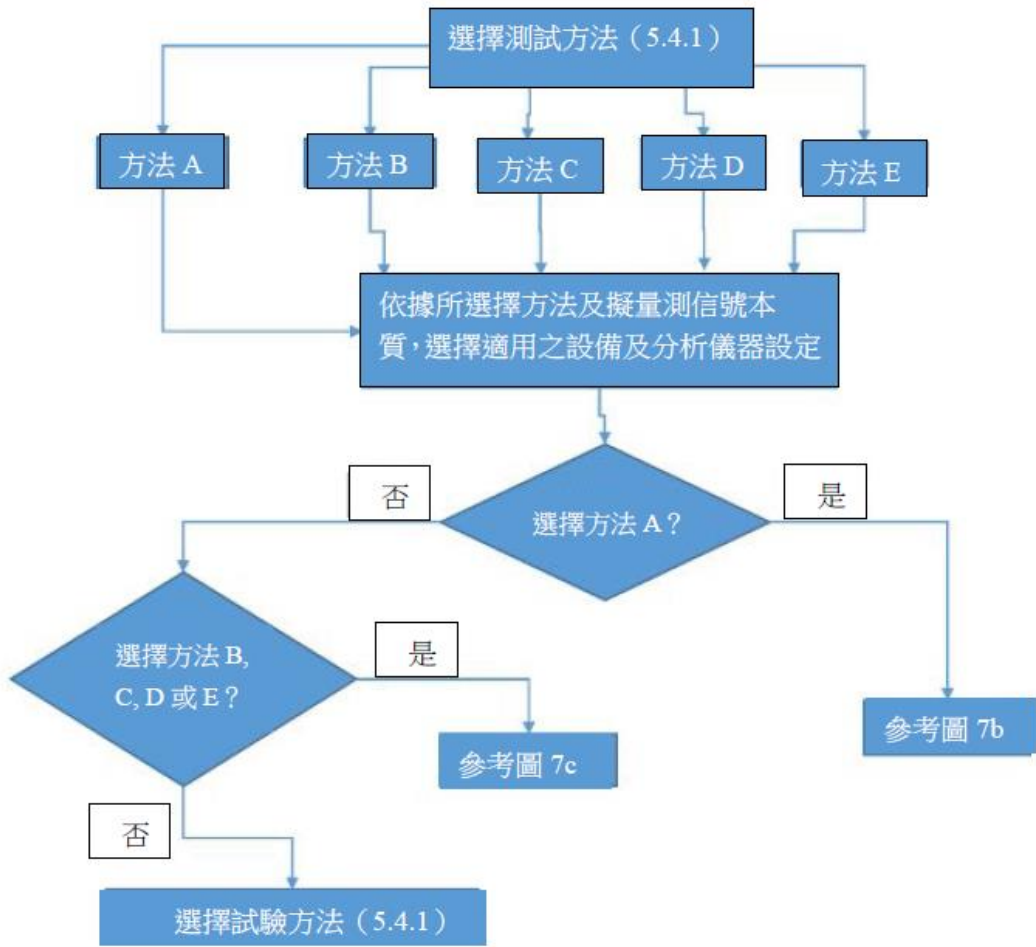 選擇測試方法（5.4.1）
方法 A
方法 B
方法 C
方法 D
方法 E
依據所選擇方法及擬量測信號本
質，選擇適用之設備及分析儀器設定
否
是
選擇方法 A？
選擇方法 B,
C, D 或 E？
是
參考圖 7b
參考圖 7c
否
選擇試驗方法（5.4.1）